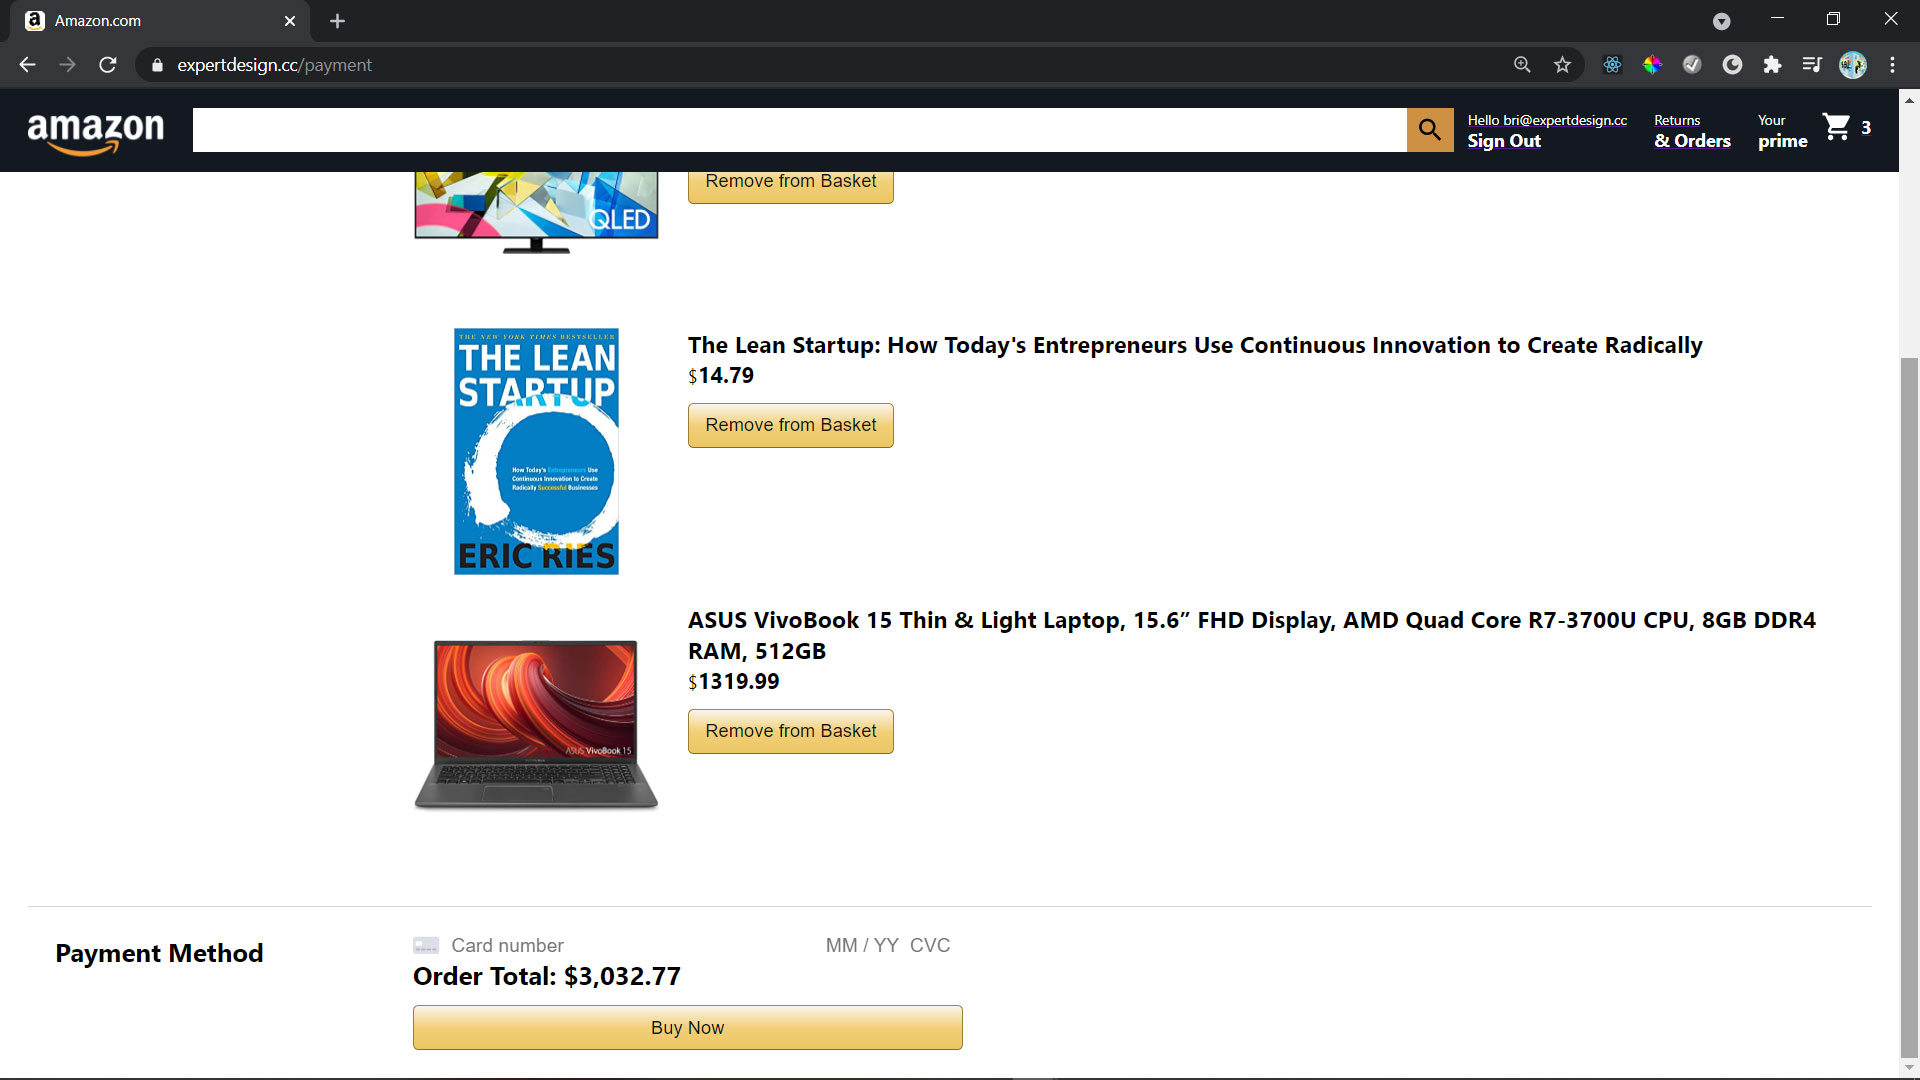 Amazon.com
expertdesign.cc/payment
amazon
Hello bri@expertdesign.cc
Sign Out
Returns
& Orders
Your
prime
3
Remove from Basket
QLED
THE NEW YORK TIMES BESTSELLER
THE LEAN
STARTUP
How Today's Entrepreneurs Use
Continuous Innovation to Create
Radically Successful Businesses
ERIC RIES
The Lean Startup: How Today's Entrepreneurs Use Continuous Innovation to Create Radically
$14.79
Remove from Basket
ASUS VivoBook 15
ASUS VivoBook 15 Thin & Light Laptop, 15.6” FHD Display, AMD Quad Core R7-3700U CPU, 8GB DDR4
RAM, 512GB
$1319.99
Remove from Basket
Payment Method
Card number MM / YY CVC
Order Total: $3,032.77
Buy Now